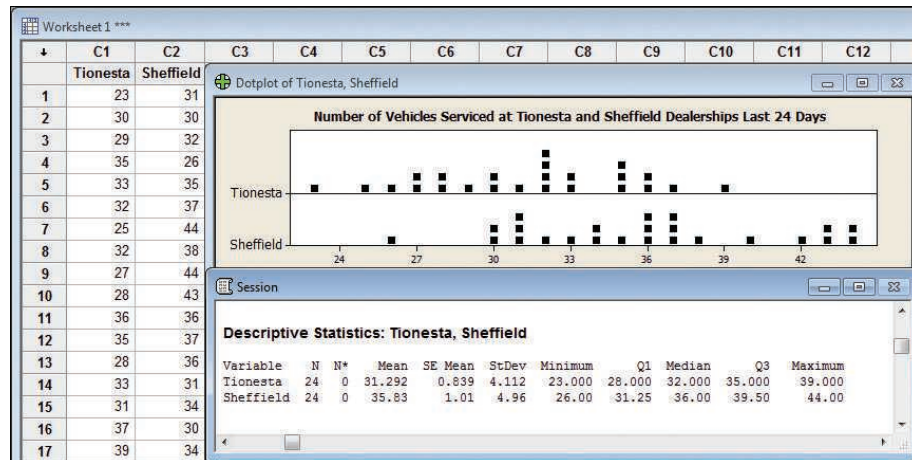 Worksheet 1 ***
C1 C2 C3 C4 C5 C6 C7 C8 C9 C10 C11 C12
Tionesta Sheffield
1 23 31
2 30 30
3 29 32
4 35 26
5 33 35
6 32 37
7 25 44
8 32 38
9 27 44
10 28 43
11 36 36
12 35 37
13 28 36
14 33 31
15 31 34
16 37 30
17 39 34
Dotplot of Tionesta, Sheffield
Number of Vehicles Serviced at Tionesta and Sheffield Dealerships Last 24 Days
Tionesta
Sheffield
24 27 30 33 36 39 42
Session
Descriptive Statistics: Tionesta, Sheffield
Variable N N* Mean SE Mean StDev Minimum Q1 Median Q3 Maximum
Tionesta 24 0 31.292 0.839 4.112 23.000 28.000 32.000 35.000 39.000
Sheffield 24 0 35.83 1.01 4.96 26.00 31.25 36.00 39.50 44.00